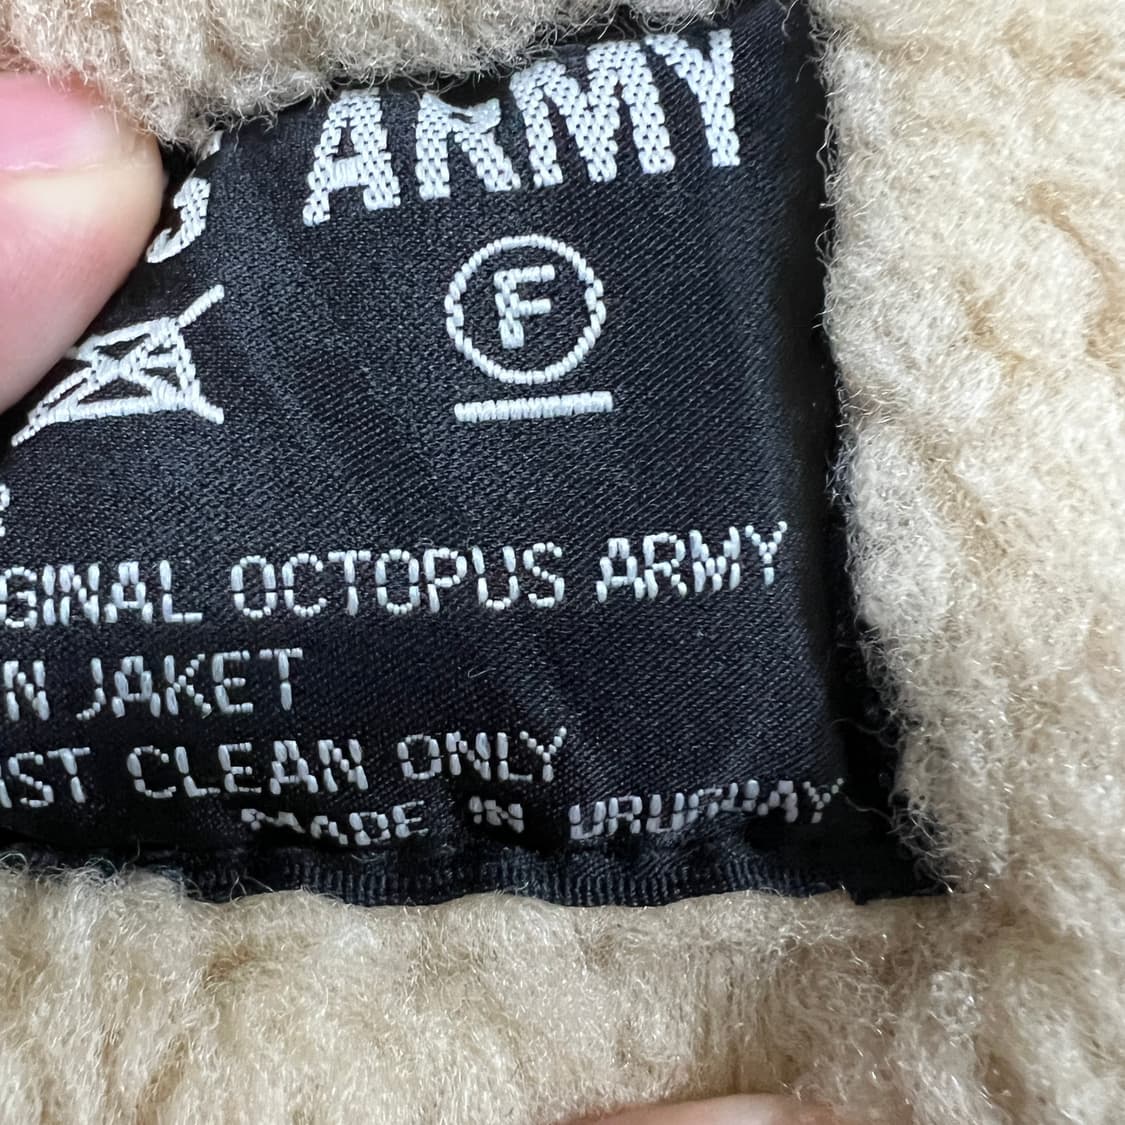 S ARMY
F
GINAL OCTOPUS ARMY
N JAKET
IST CLEAN ONLY
MADE IN URUGUAY